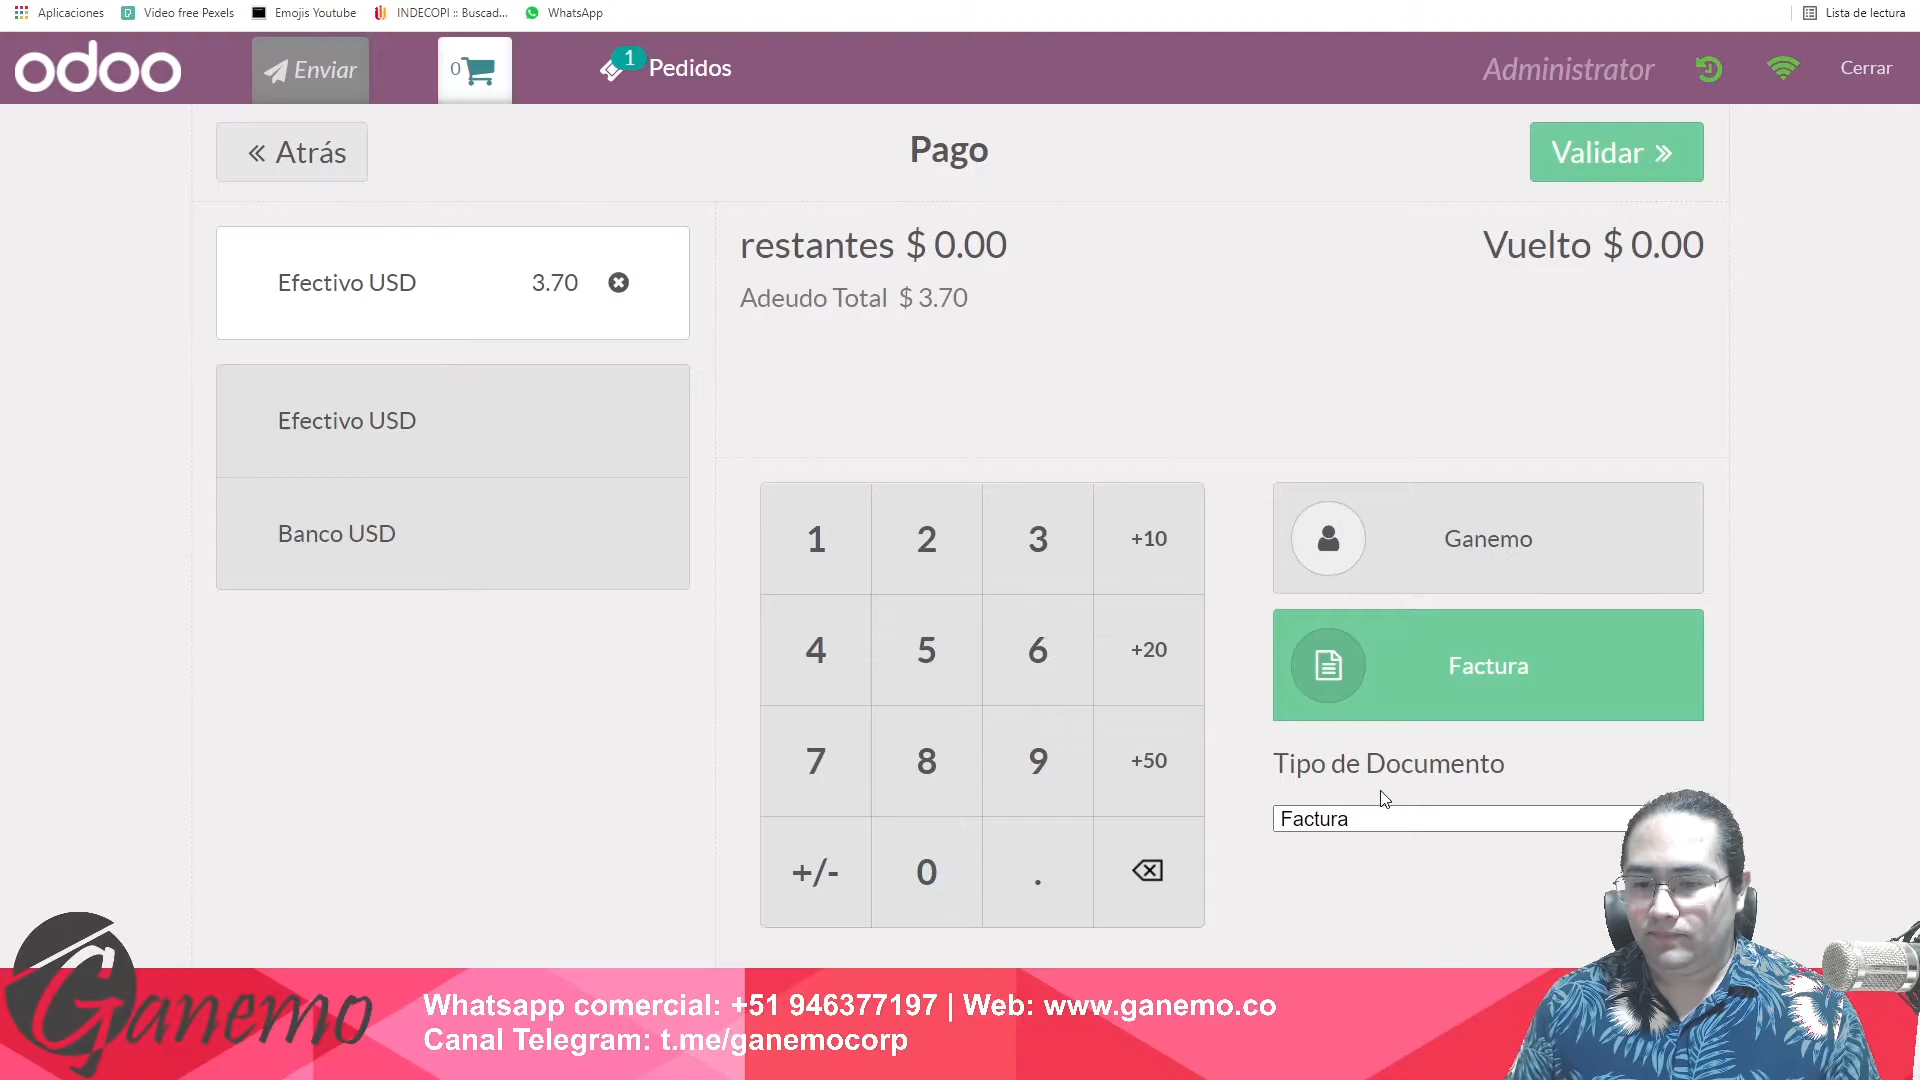 Aplicaciones
Video free Pexels
Emojis Youtube
INDECOPI :: Buscad...
WhatsApp
Lista de lectura
odoo
Enviar
0
1
Pedidos
Administrator
Cerrar
Atrás
Pago
Validar
Efectivo USD 3.70
restantes $ 0.00
Vuelto $ 0.00
Adeudo Total $ 3.70
Efectivo USD
Banco USD
1 2 3 +10
4 5 6 +20
7 8 9 +50
+/- 0 .
Ganemo
Factura
Tipo de Documento
Factura
Ganemo
Whatsapp comercial: +51 946377197 | Web: www.ganemo.co
Canal Telegram: t.me/ganemocorp